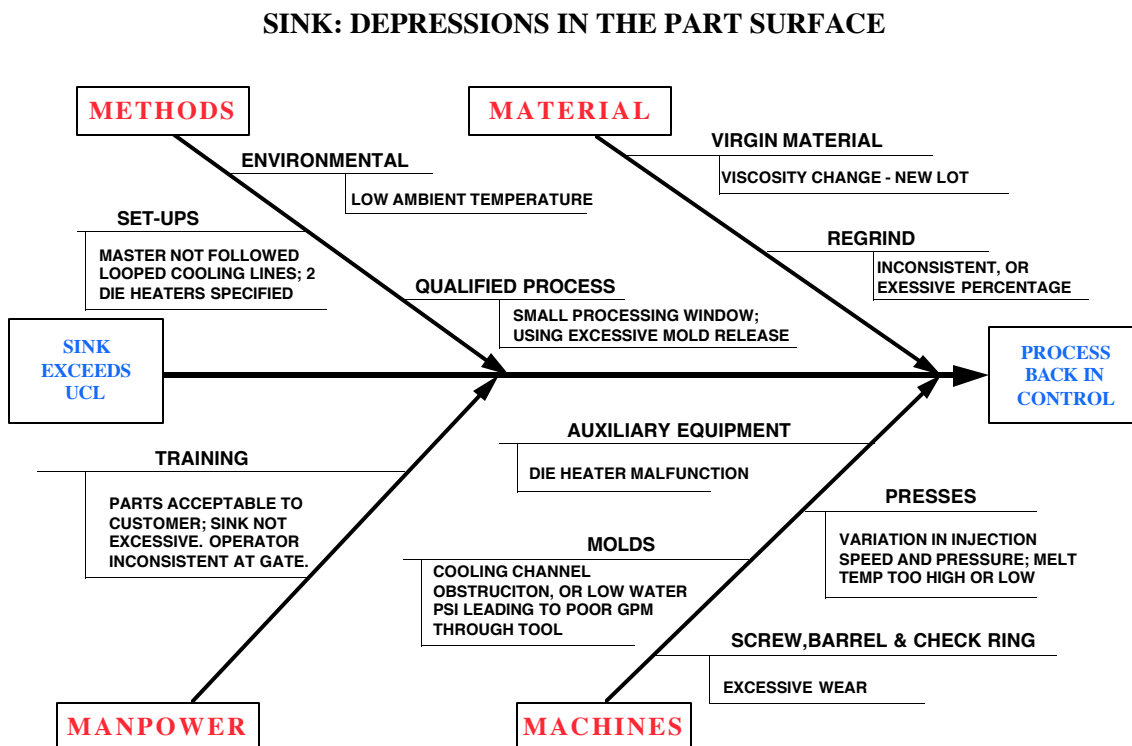 SINK: DEPRESSIONS IN THE PART SURFACE
METHODS
MATERIAL
ENVIRONMENTAL
LOW AMBIENT TEMPERATURE
SET-UPS
MASTER NOT FOLLOWED
LOOPED COOLING LINES; 2
DIE HEATERS SPECIFIED
QUALIFIED PROCESS
SMALL PROCESSING WINDOW;
USING EXCESSIVE MOLD RELEASE
VIRGIN MATERIAL
VISCOSITY CHANGE - NEW LOT
REGRIND
INCONSISTENT, OR
EXESSIVE PERCENTAGE
SINK
EXCEEDS
UCL
PROCESS
BACK IN
CONTROL
TRAINING
PARTS ACCEPTABLE TO
CUSTOMER; SINK NOT
EXCESSIVE. OPERATOR
INCONSISTENT AT GATE.
AUXILIARY EQUIPMENT
DIE HEATER MALFUNCTION
PRESSES
VARIATION IN INJECTION
SPEED AND PRESSURE; MELT
TEMP TOO HIGH OR LOW
MOLDS
COOLING CHANNEL
OBSTRUCITON, OR LOW WATER
PSI LEADING TO POOR GPM
THROUGH TOOL
SCREW,BARREL & CHECK RING
EXCESSIVE WEAR
MANPOWER
MACHINES